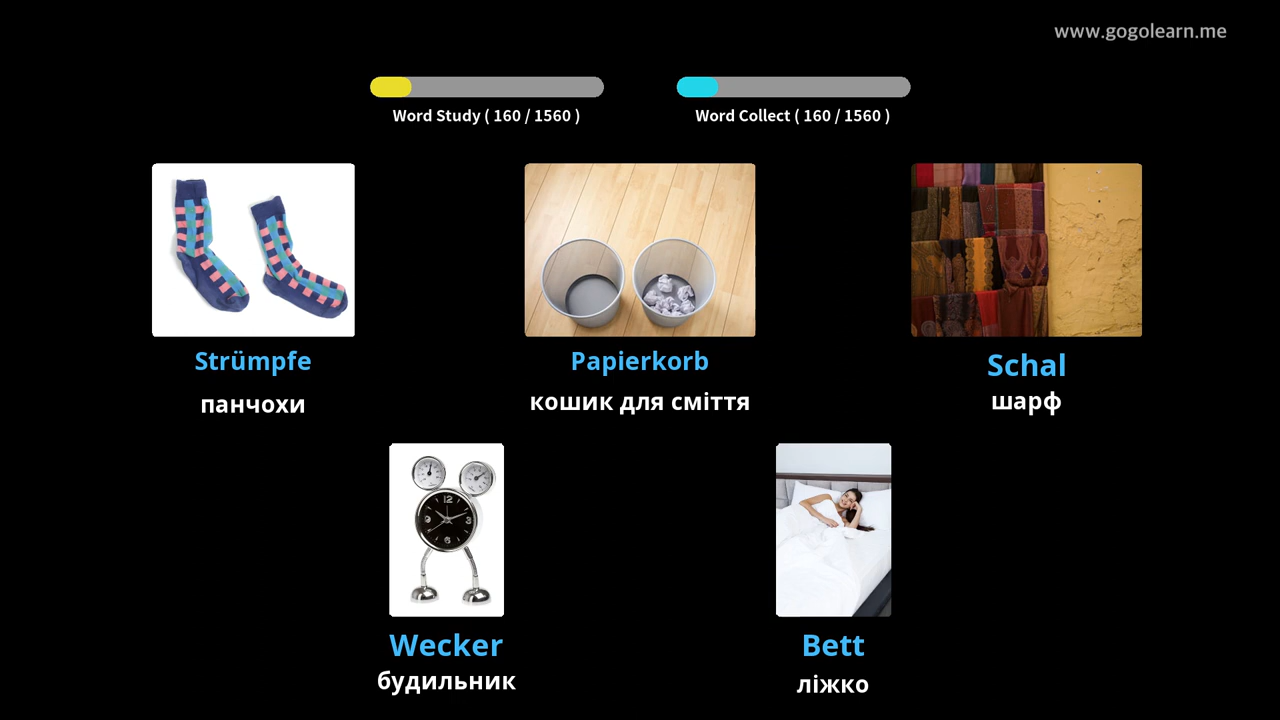 www.gogolearn.me
Word Study ( 160 / 1560 )
Word Collect ( 160 / 1560 )
Strümpfe
панчохи
Papierkorb
кошик для сміття
Schal
шарф
Wecker
будильник
Bett
ліжко